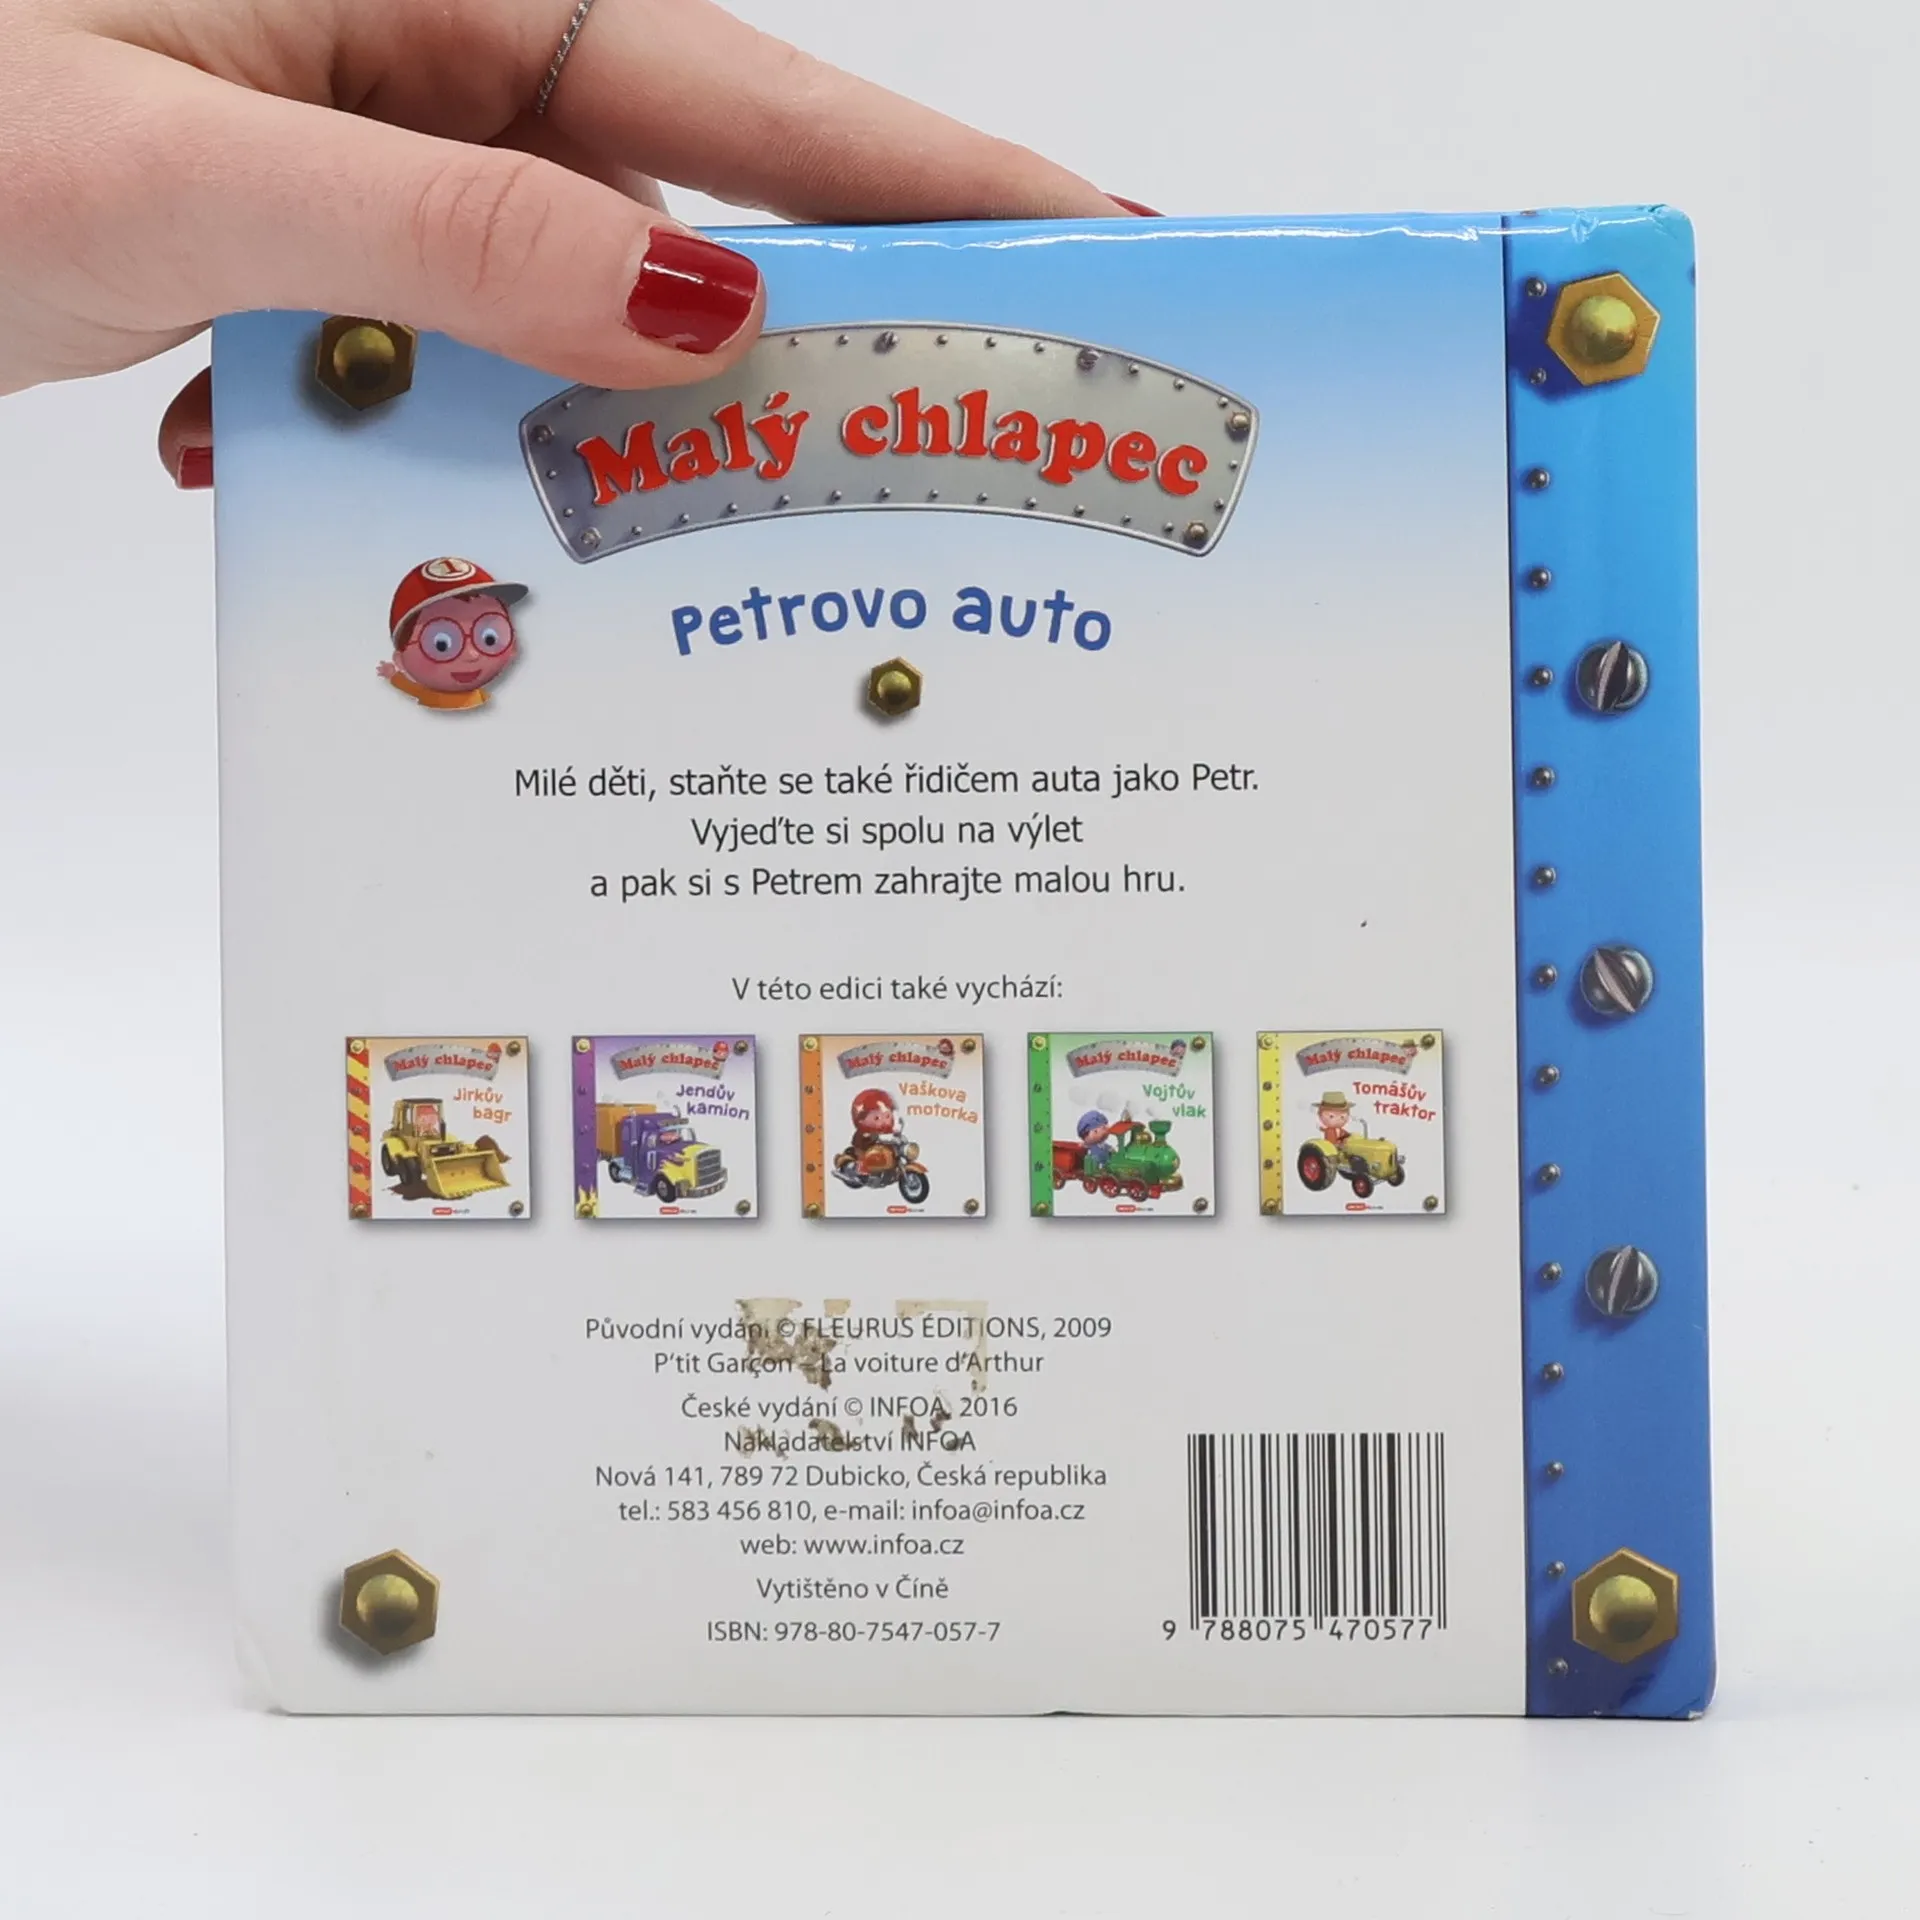 Malý chlapec
Petrovo auto
1
Milé děti, staňte se také řidičem auta jako Petr.
Vyjeďte si spolu na výlet
a pak si s Petrem zahrajte malou hru.
V této edici také vychází:
Malý chlapec
Jirkův
bagr
Malý chlapec
Jendův
kamion
Malý chlapec
Vaškova
motorka
Malý chlapec
Vojtův
vlak
Malý chlapec
Tomášův
traktor
Původní vydání © FLEURUS ÉDITIONS, 2009
P'tit Garçon – La voiture d'Arthur
České vydání © INFOA, 2016
Nakladatelství INFOA
Nová 141, 789 72 Dubicko, Česká republika
tel.: 583 456 810, e-mail: infoa@infoa.cz
web: www.infoa.cz
Vytištěno v Číně
ISBN: 978-80-7547-057-7
9 788075 470577